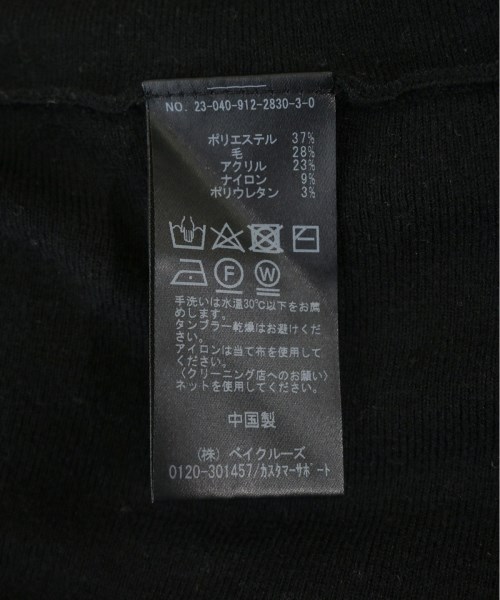 NO. 23-040-912-2830-3-0
ポリエステル 37%
毛 28%
アクリル 23%
ナイロン 9%
ポリウレタン 3%
F W
手洗いは水温30℃以下をお薦
めします。
タンブラー乾燥はお避けくだ
さい。
アイロンは当て布を使用して
ください。
〈クリーニング店へのお願い〉
ネットを使用してください。
中国製
(株) ベイクルーズ
0120-301457/カスタマーサポート